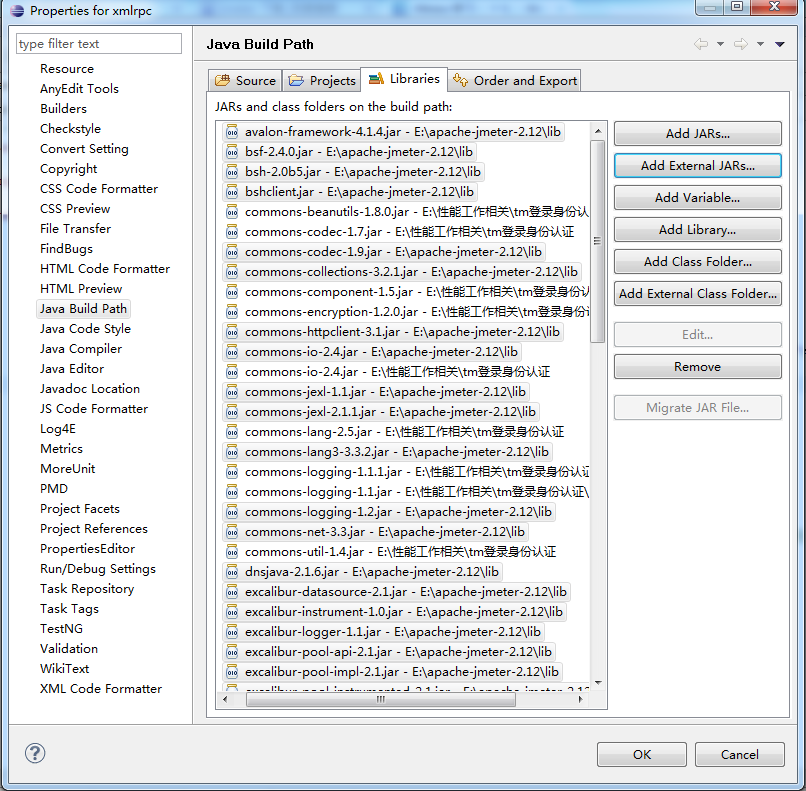 Properties for xmlrpc
type filter text
Resource
AnyEdit Tools
Builders
Checkstyle
Convert Setting
Copyright
CSS Code Formatter
CSS Preview
File Transfer
FindBugs
HTML Code Formatter
HTML Preview
Java Build Path
Java Code Style
Java Compiler
Java Editor
Javadoc Location
JS Code Formatter
Log4E
Metrics
MoreUnit
PMD
Project Facets
Project References
PropertiesEditor
Run/Debug Settings
Task Repository
Task Tags
TestNG
Validation
WikiText
XML Code Formatter
Java Build Path
Source
Projects
Libraries
Order and Export
JARs and class folders on the build path:
avalon-framework-4.1.4.jar - E:\apache-jmeter-2.12\lib
bsf-2.4.0.jar - E:\apache-jmeter-2.12\lib
bsh-2.0b5.jar - E:\apache-jmeter-2.12\lib
bshclient.jar - E:\apache-jmeter-2.12\lib
commons-beanutils-1.8.0.jar - E:\性能工作相关\tm登录身份认
commons-codec-1.7.jar - E:\性能工作相关\tm登录身份认证
commons-codec-1.9.jar - E:\apache-jmeter-2.12\lib
commons-collections-3.2.1.jar - E:\apache-jmeter-2.12\lib
commons-component-1.5.jar - E:\性能工作相关\tm登录身份认
commons-encryption-1.2.0.jar - E:\性能工作相关\tm登录身份认
commons-httpclient-3.1.jar - E:\apache-jmeter-2.12\lib
commons-io-2.4.jar - E:\apache-jmeter-2.12\lib
commons-io-2.4.jar - E:\性能工作相关\tm登录身份认证
commons-jexl-1.1.jar - E:\apache-jmeter-2.12\lib
commons-jexl-2.1.1.jar - E:\apache-jmeter-2.12\lib
commons-lang-2.5.jar - E:\性能工作相关\tm登录身份认证
commons-lang3-3.3.2.jar - E:\apache-jmeter-2.12\lib
commons-logging-1.1.1.jar - E:\性能工作相关\tm登录身份认证
commons-logging-1.1.jar - E:\性能工作相关\tm登录身份认证\
commons-logging-1.2.jar - E:\apache-jmeter-2.12\lib
commons-net-3.3.jar - E:\apache-jmeter-2.12\lib
commons-util-1.4.jar - E:\性能工作相关\tm登录身份认证
dnsjava-2.1.6.jar - E:\apache-jmeter-2.12\lib
excalibur-datasource-2.1.jar - E:\apache-jmeter-2.12\lib
excalibur-instrument-1.0.jar - E:\apache-jmeter-2.12\lib
excalibur-logger-1.1.jar - E:\apache-jmeter-2.12\lib
excalibur-pool-api-2.1.jar - E:\apache-jmeter-2.12\lib
excalibur-pool-impl-2.1.jar - E:\apache-jmeter-2.12\lib
excalibur-pool-instrumented-2.1.jar - E:\apache-jmeter-2.12
Add JARs...
Add External JARs...
Add Variable...
Add Library...
Add Class Folder...
Add External Class Folder...
Edit...
Remove
Migrate JAR File...
OK
Cancel